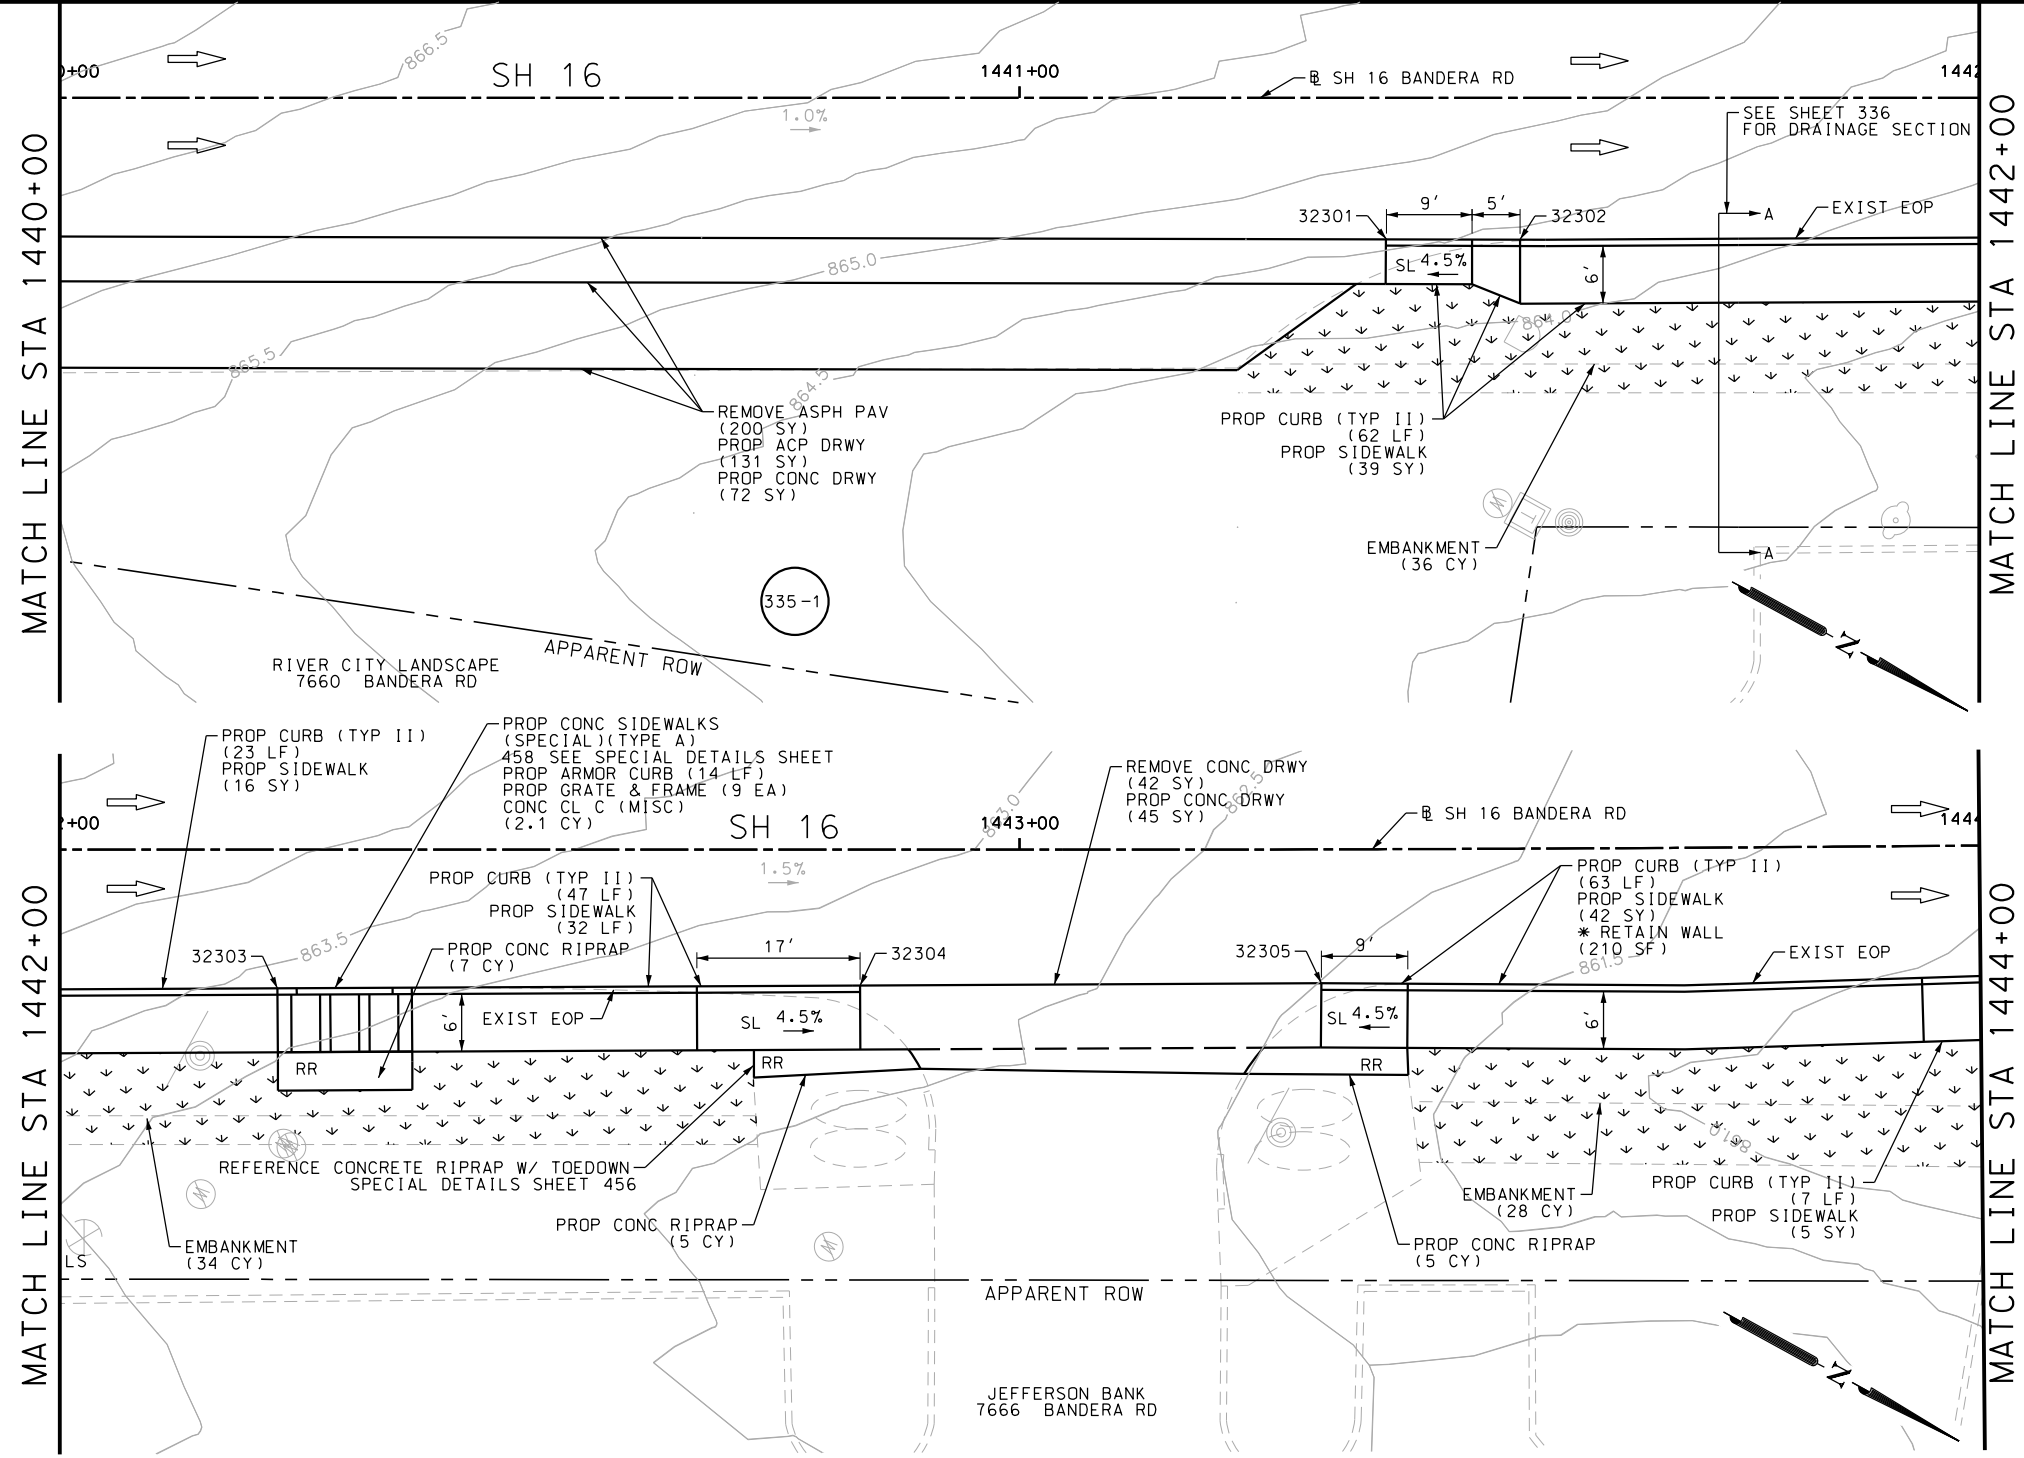 0+00
866.5
SH 16
1441+00
℄ SH 16 BANDERA RD
1442
1.0%
SEE SHEET 336
FOR DRAINAGE SECTION
MATCH LINE STA 1440+00
MATCH LINE STA 1442+00
32301
9'
5'
32302
A
EXIST EOP
865.0
SL 4.5%
6'
864.0
865.5
864.5
REMOVE ASPH PAV
(200 SY)
PROP ACP DRWY
(131 SY)
PROP CONC DRWY
(72 SY)
PROP CURB (TYP II)
(62 LF)
PROP SIDEWALK
(39 SY)
M
T
EMBANKMENT
(36 CY)
A
335-1
N
APPARENT ROW
RIVER CITY LANDSCAPE
7660 BANDERA RD
PROP CURB (TYP II)
(23 LF)
PROP SIDEWALK
(16 SY)
PROP CONC SIDEWALKS
(SPECIAL)(TYPE A)
458 SEE SPECIAL DETAILS SHEET
PROP ARMOR CURB (14 LF)
PROP GRATE & FRAME (9 EA)
CONC CL C (MISC)
(2.1 CY)
REMOVE CONC DRWY
(42 SY)
PROP CONC DRWY
(45 SY)
863.0
862.5
2+00
SH 16
1443+00
℄ SH 16 BANDERA RD
1444
1.5%
PROP CURB (TYP II)
(47 LF)
PROP SIDEWALK
(32 LF)
PROP CURB (TYP II)
(63 LF)
PROP SIDEWALK
(42 SY)
* RETAIN WALL
(210 SF)
MATCH LINE STA 1442+00
MATCH LINE STA 1444+00
863.5
32303
PROP CONC RIPRAP
(7 CY)
17'
32304
32305
9'
861.5
EXIST EOP
6'
EXIST EOP
SL 4.5%
SL 4.5%
6'
RR
RR
RR
861.0
M
REFERENCE CONCRETE RIPRAP W/ TOEDOWN
SPECIAL DETAILS SHEET 456
M
PROP CONC RIPRAP
(5 CY)
M
EMBANKMENT
(34 CY)
LS
EMBANKMENT
(28 CY)
PROP CURB (TYP II)
(7 LF)
PROP SIDEWALK
(5 SY)
PROP CONC RIPRAP
(5 CY)
APPARENT ROW
N
JEFFERSON BANK
7666 BANDERA RD